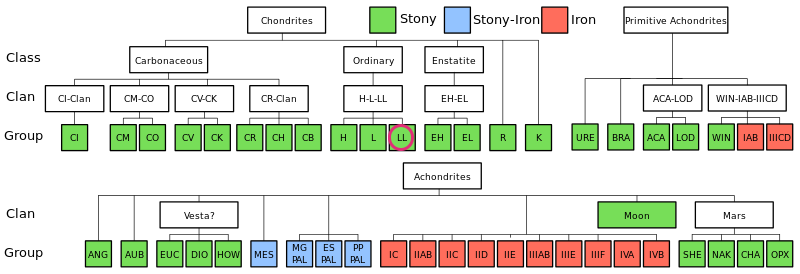 Chondrites
Stony
Stony-Iron
Iron
Primitive Achondrites
Class
Carbonaceous
Ordinary
Enstatite
Clan
CI-Clan
CM-CO
CV-CK
CR-Clan
H-L-LL
EH-EL
ACA-LOD
WIN-IAB-IIICD
Group
CI
CM
CO
CV
CK
CR
CH
CB
H
L
LL
EH
EL
R
K
URE
BRA
ACA
LOD
WIN
IAB
IIICD
Achondrites
Clan
Vesta?
Moon
Mars
Group
ANG
AUB
EUC
DIO
HOW
MES
MG
PAL
ES
PAL
PP
PAL
IC
IIAB
IIC
IID
IIE
IIIAB
IIIE
IIIF
IVA
IVB
SHE
NAK
CHA
OPX